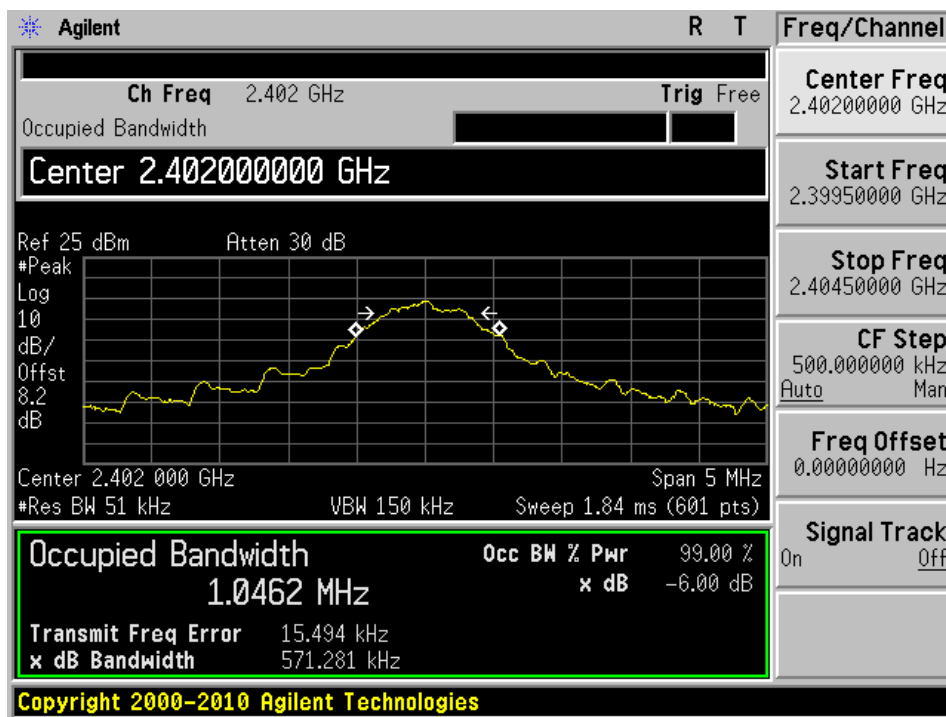 Agilent R T
Ch Freq 2.402 GHz Trig Free
Occupied Bandwidth
Center 2.402000000 GHz
Ref 25 dBm Atten 30 dB
#Peak
Log
10
dB/
Offst
8.2
dB
Center 2.402 000 GHz Span 5 MHz
#Res BW 51 kHz VBW 150 kHz Sweep 1.84 ms (601 pts)
Occupied Bandwidth Occ BW % Pwr 99.00 %
1.0462 MHz x dB -6.00 dB
Transmit Freq Error 15.494 kHz
x dB Bandwidth 571.281 kHz
Copyright 2000-2010 Agilent Technologies
Freq/Channel
Center Freq
2.40200000 GHz
Start Freq
2.39950000 GHz
Stop Freq
2.40450000 GHz
CF Step
500.000000 kHz
Auto Man
Freq Offset
0.00000000 Hz
Signal Track
On Off